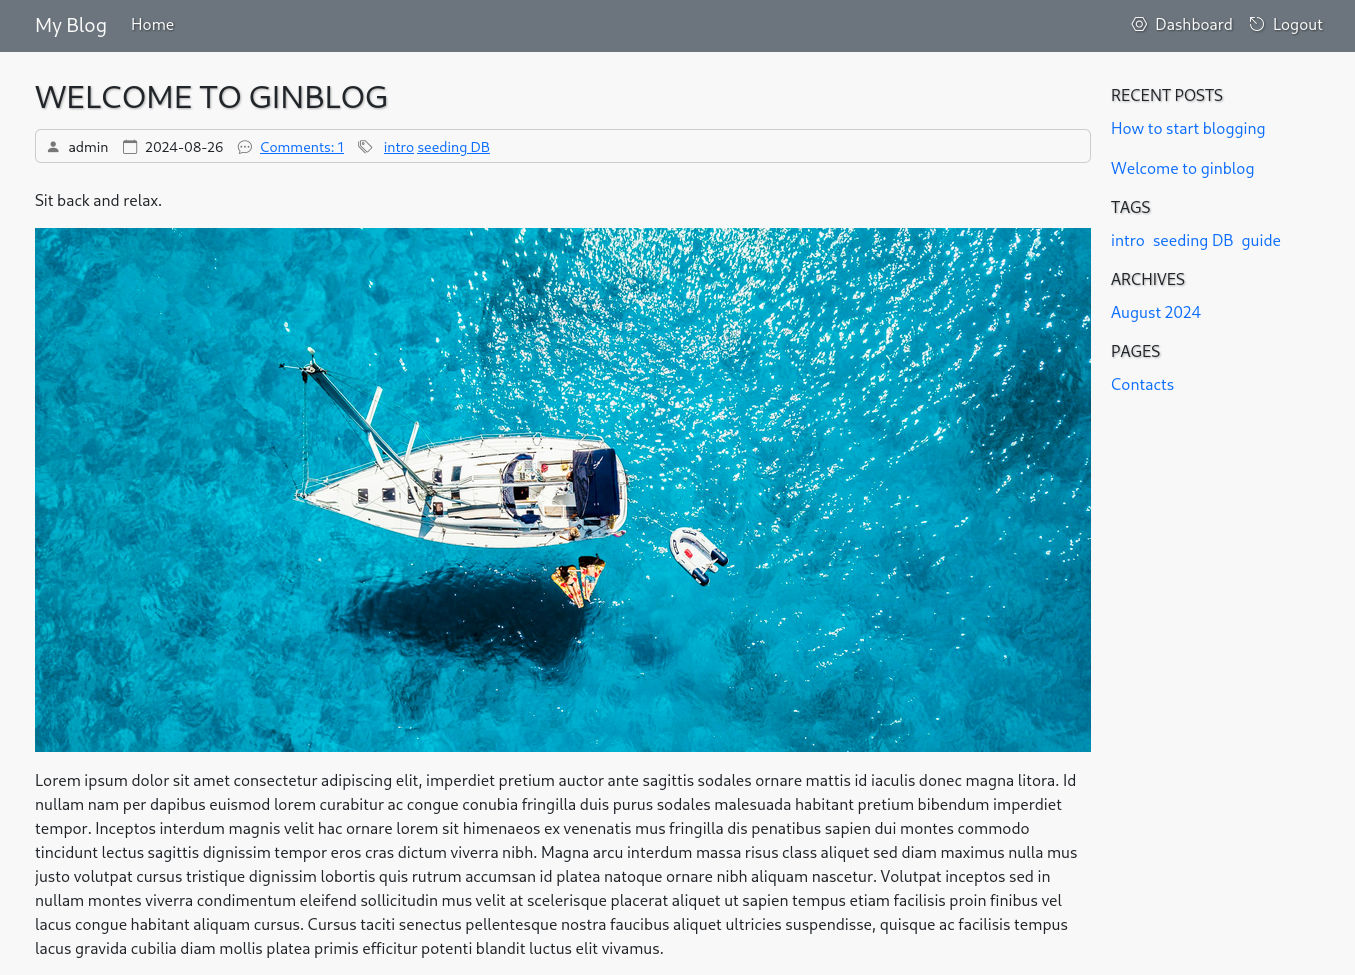 My Blog Home Dashboard Logout
WELCOME TO GINBLOG
admin 2024-08-26 Comments: 1 intro seeding DB
Sit back and relax.
Lorem ipsum dolor sit amet consectetur adipiscing elit, imperdiet pretium auctor ante sagittis sodales ornare mattis id iaculis donec magna litora. Id
nullam nam per dapibus euismod lorem curabitur ac congue conubia fringilla duis purus sodales malesuada habitant pretium bibendum imperdiet
tempor. Inceptos interdum magnis velit hac ornare lorem sit himenaeos ex venenatis mus fringilla dis penatibus sapien dui montes commodo
tincidunt lectus sagittis dignissim tempor eros cras dictum viverra nibh. Magna arcu interdum massa risus class aliquet sed diam maximus nulla mus
justo volutpat cursus tristique dignissim lobortis quis rutrum accumsan id platea natoque ornare nibh aliquam nascetur. Volutpat inceptos sed in
nullam montes viverra condimentum eleifend sollicitudin mus velit at scelerisque placerat aliquet ut sapien tempus etiam facilisis proin finibus vel
lacus congue habitant aliquam cursus. Cursus taciti senectus pellentesque nostra faucibus aliquet ultricies suspendisse, quisque ac facilisis tempus
lacus gravida cubilia diam mollis platea primis efficitur potenti blandit luctus elit vivamus.
RECENT POSTS
How to start blogging
Welcome to ginblog
TAGS
intro seeding DB guide
ARCHIVES
August 2024
PAGES
Contacts